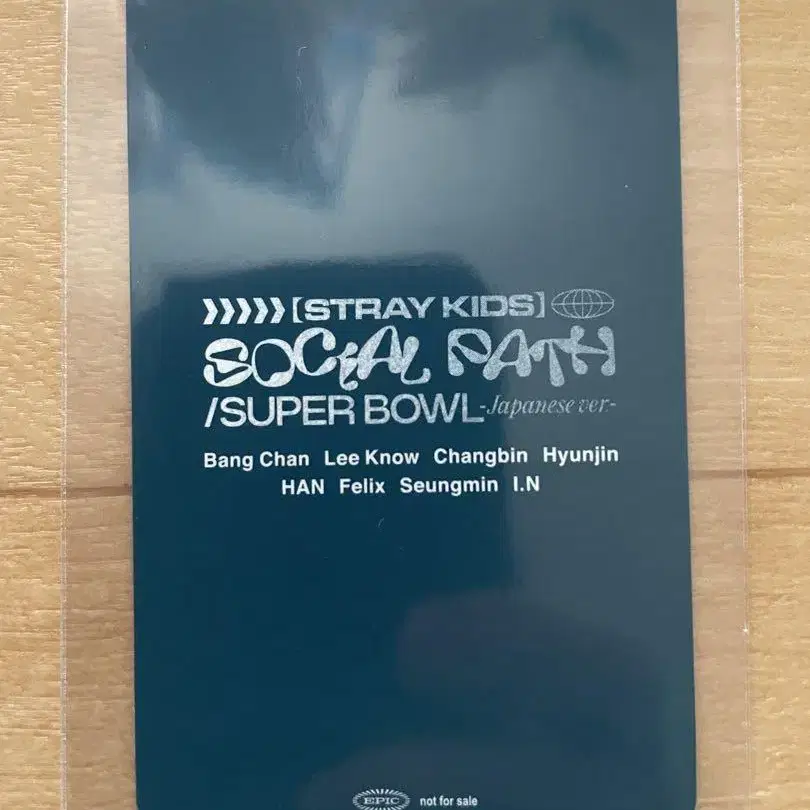 [STRAY KIDS]
SOCIAL PATH
/SUPER BOWL-Japanese ver.-
Bang Chan Lee Know Changbin Hyunjin
HAN Felix Seungmin I.N
EPIC not for sale